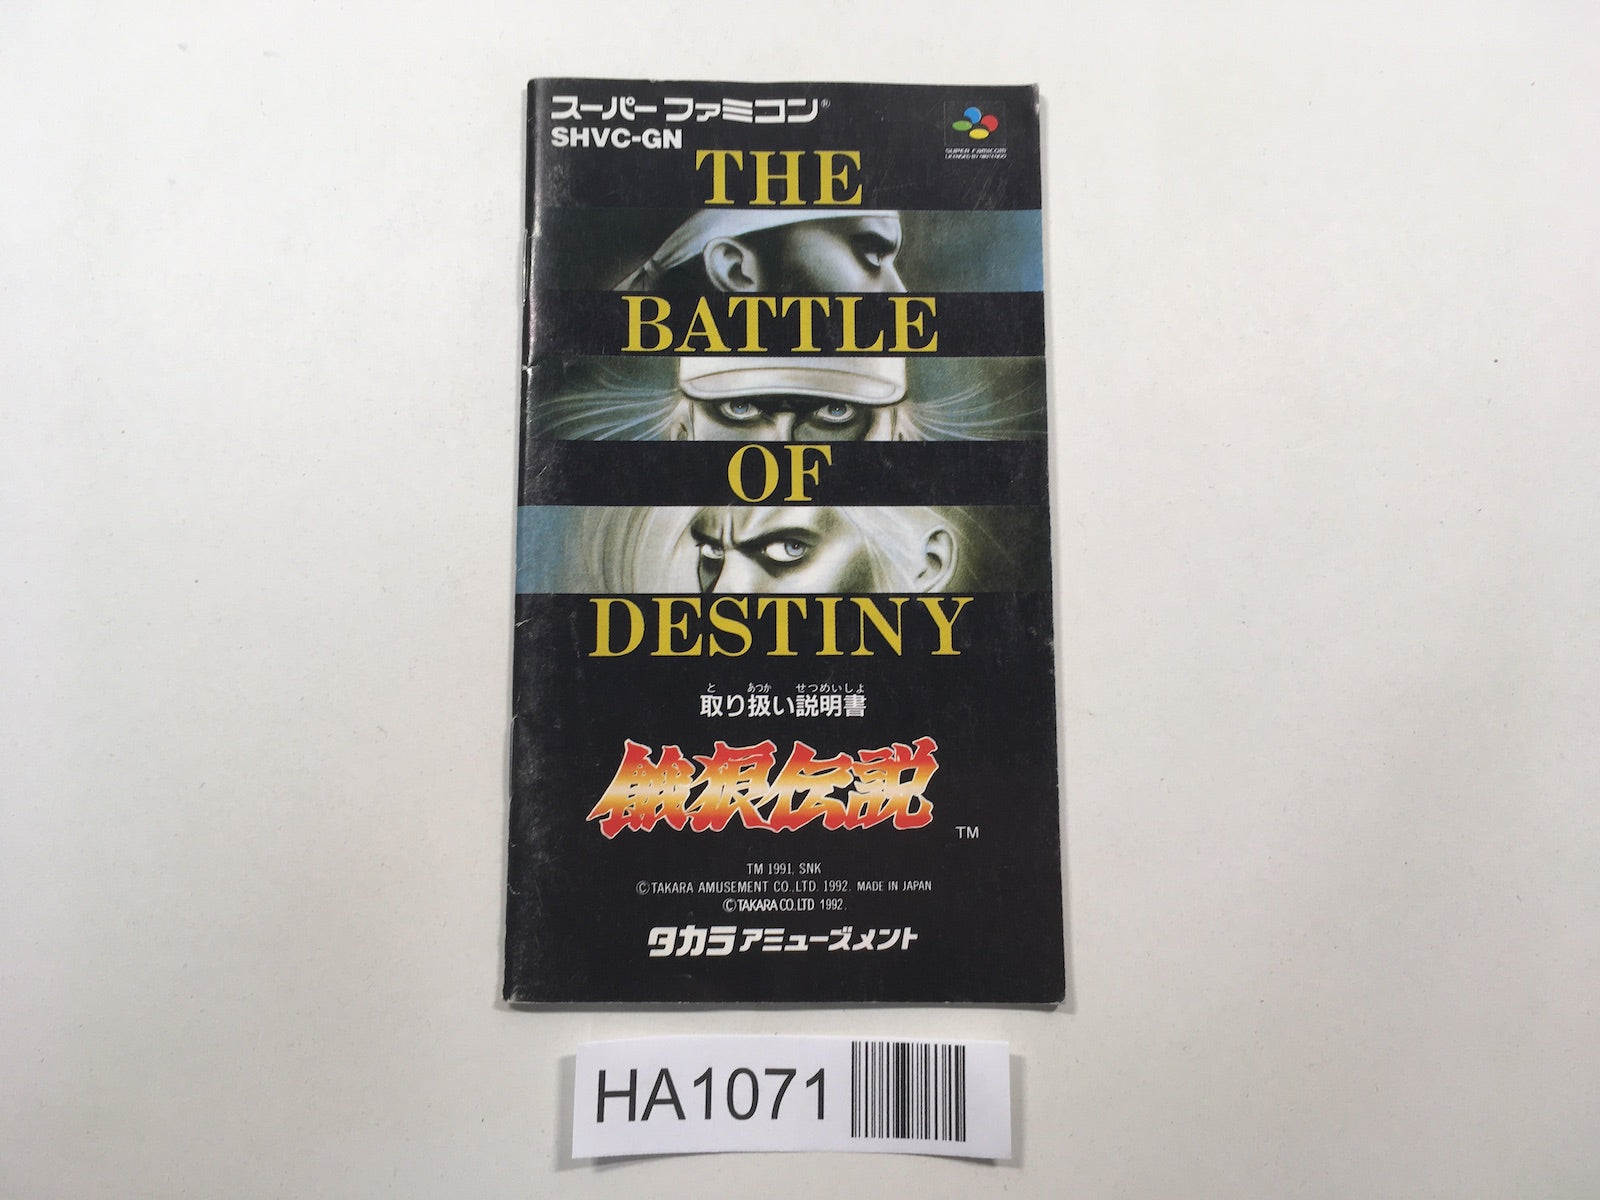 スーパーファミコン®
SHVC-GN
SUPER FAMICOM
LICENSED BY NINTENDO
THE
BATTLE
OF
DESTINY
と あつか せつめいしょ
取り扱い説明書
餓狼伝説
TM
TM 1991, SNK
©TAKARA AMUSEMENT CO.,LTD. 1992. MADE IN JAPAN
©TAKARA CO.LTD 1992.
タカラアミューズメント
HA1071